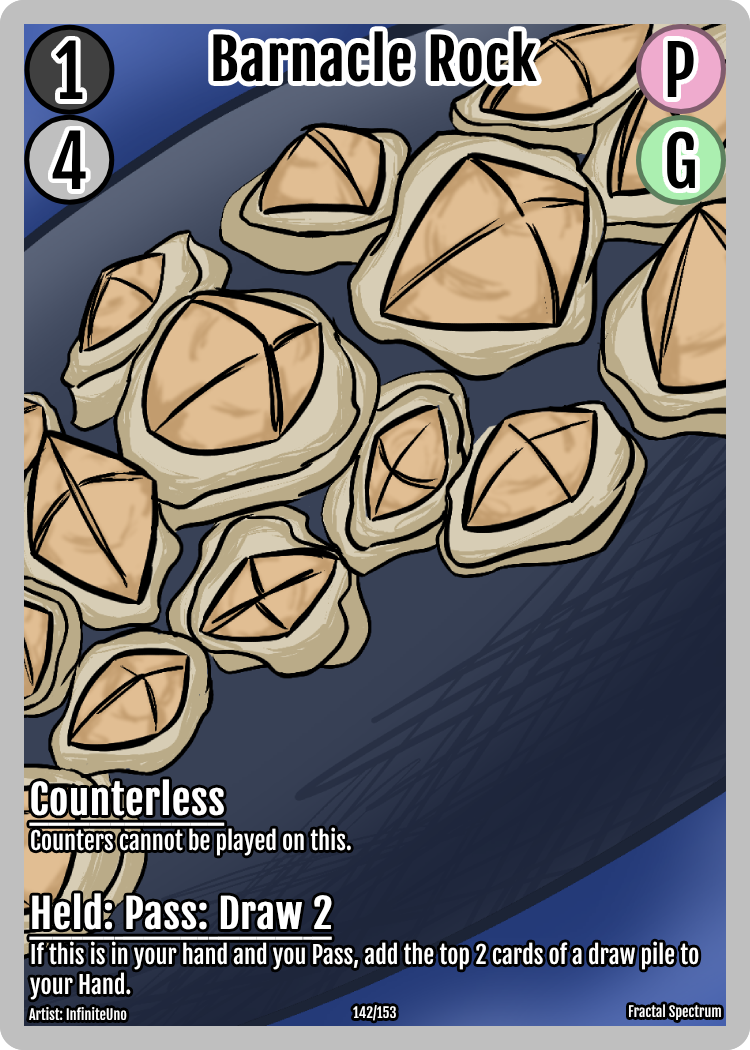 1
Barnacle Rock
P
4
G
Counterless
Counters cannot be played on this.
Held: Pass: Draw 2
If this is in your hand and you Pass, add the top 2 cards of a draw pile to
your Hand.
Artist: InfiniteUno
142/153
Fractal Spectrum